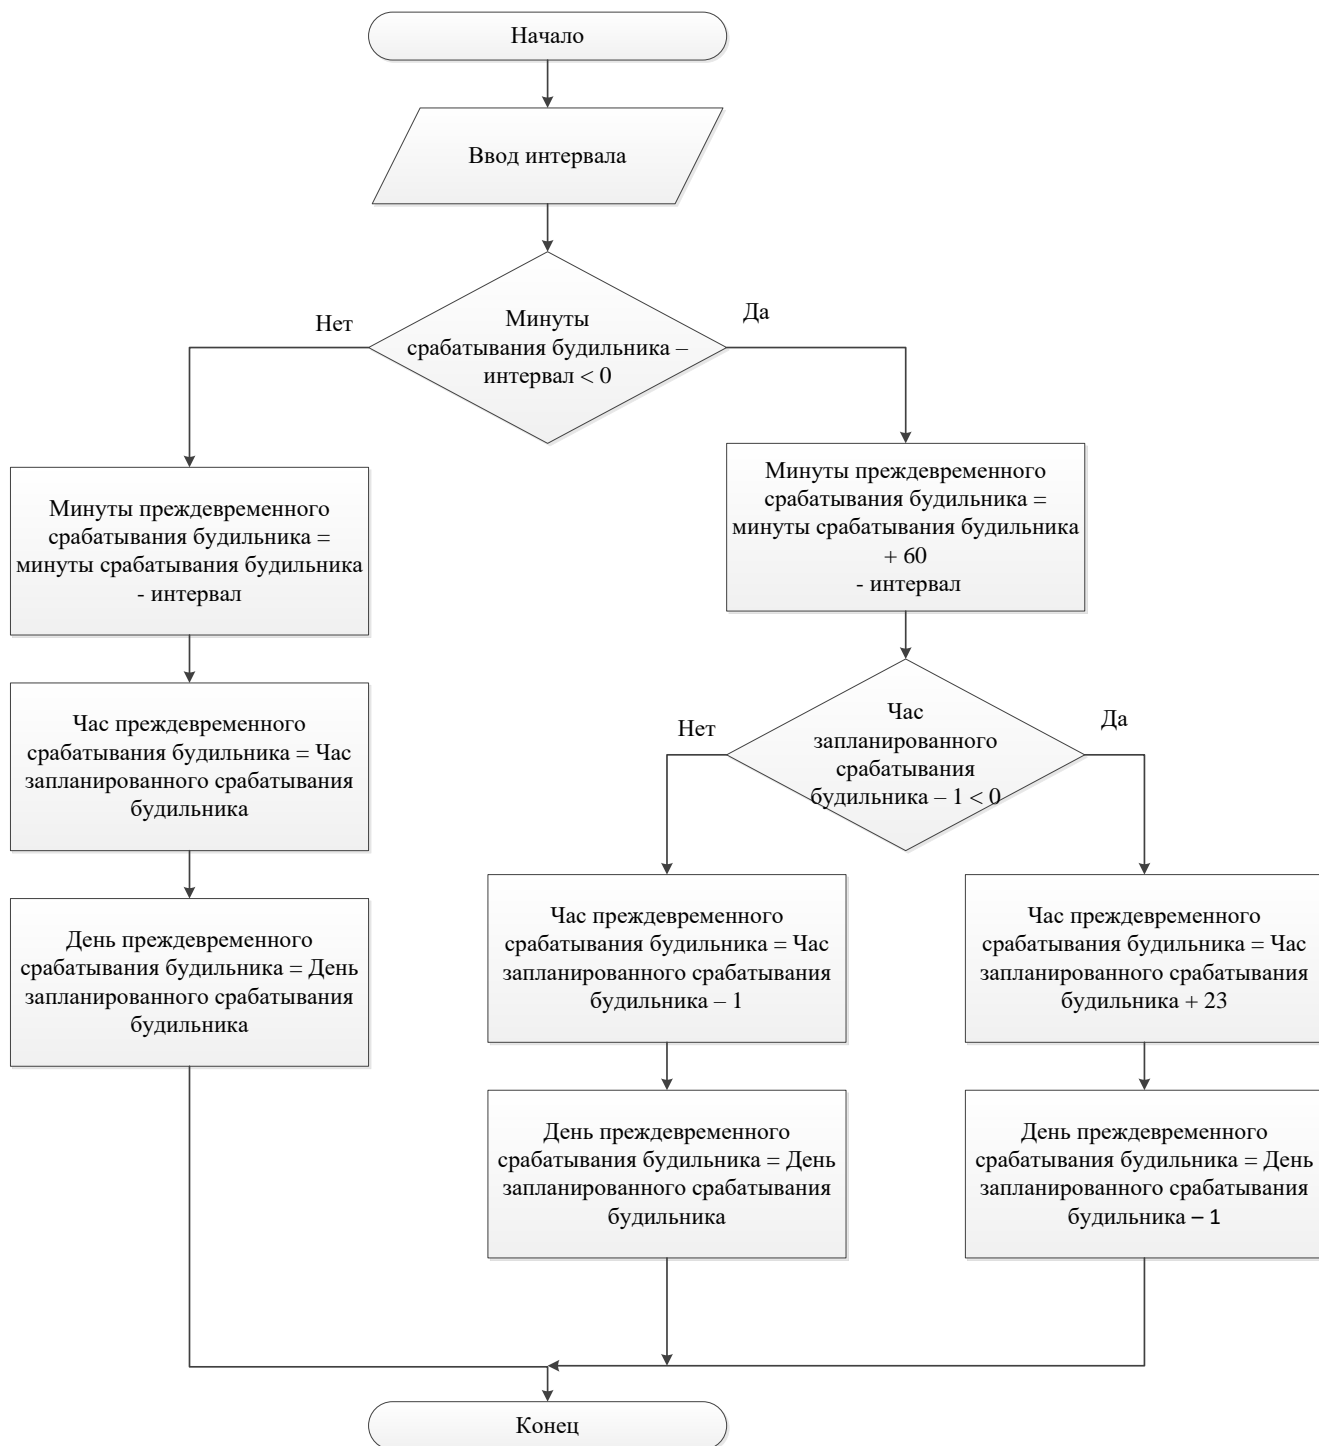 Начало
Ввод интервала
Нет
Да
Минуты
срабатывания будильника –
интервал < 0
Минуты преждевременного
срабатывания будильника =
минуты срабатывания будильника
- интервал
Минуты преждевременного
срабатывания будильника =
минуты срабатывания будильника
+ 60
- интервал
Час преждевременного
срабатывания будильника = Час
запланированного срабатывания
будильника
Нет
Да
Час
запланированного
срабатывания
будильника – 1 < 0
День преждевременного
срабатывания будильника = День
запланированного срабатывания
будильника
Час преждевременного
срабатывания будильника = Час
запланированного срабатывания
будильника – 1
Час преждевременного
срабатывания будильника = Час
запланированного срабатывания
будильника + 23
День преждевременного
срабатывания будильника = День
запланированного срабатывания
будильника
День преждевременного
срабатывания будильника = День
запланированного срабатывания
будильника – 1
Конец